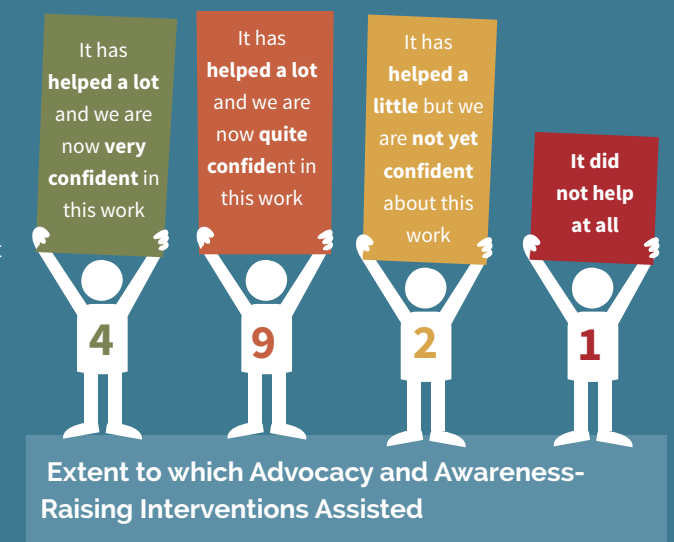 It has
helped a lot
and we are
now very
confident in
this work
It has
helped a lot
and we are
now quite
confident in
this work
It has
helped a
little but we
are not yet
confident
about this
work
It did
not help
at all
4
9
2
1
Extent to which Advocacy and Awareness-
Raising Interventions Assisted